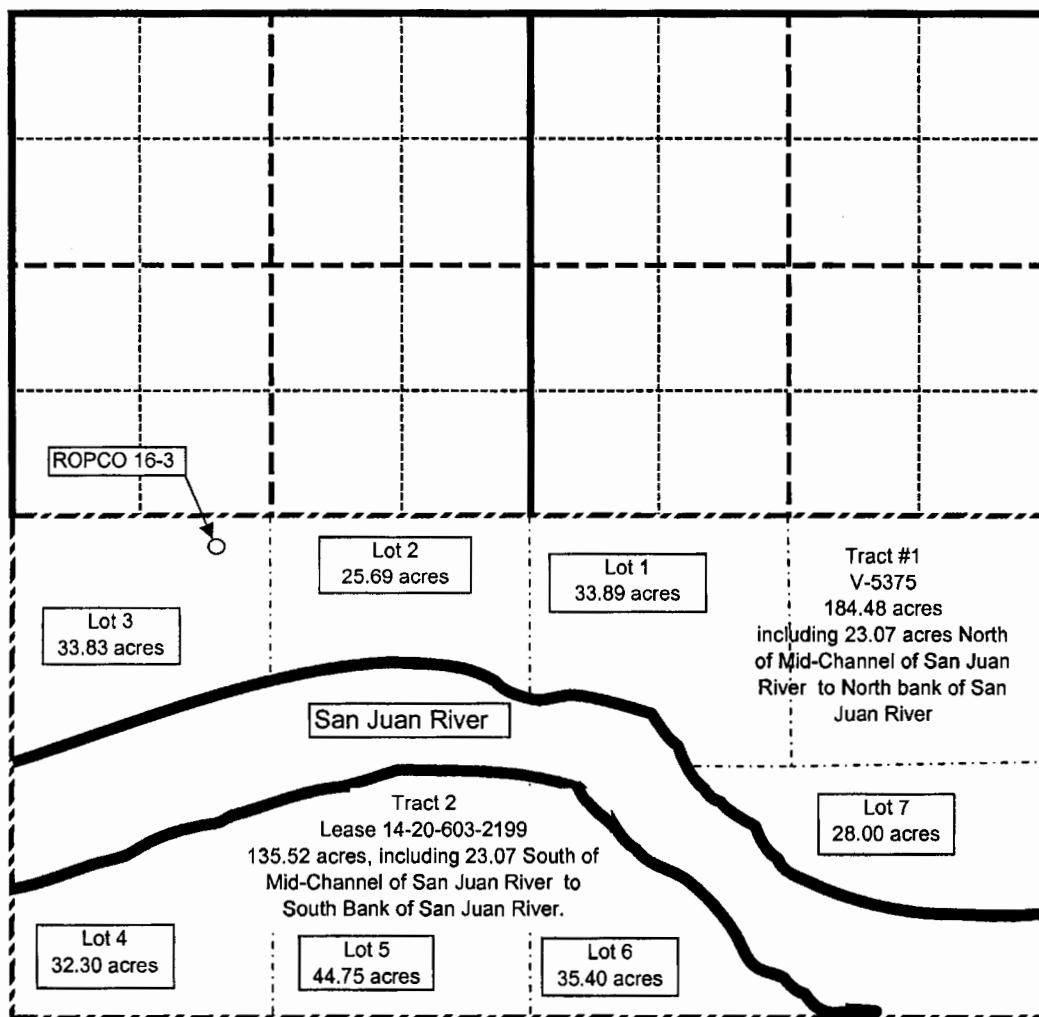 ROPCO 16-3
Lot 2
25.69 acres
Lot 1
33.89 acres
Tract #1
V-5375
184.48 acres
including 23.07 acres North
of Mid-Channel of San Juan
River to North bank of San
Juan River
Lot 3
33.83 acres
San Juan River
Tract 2
Lease 14-20-603-2199
135.52 acres, including 23.07 South of
Mid-Channel of San Juan River to
South Bank of San Juan River.
Lot 7
28.00 acres
Lot 4
32.30 acres
Lot 5
44.75 acres
Lot 6
35.40 acres